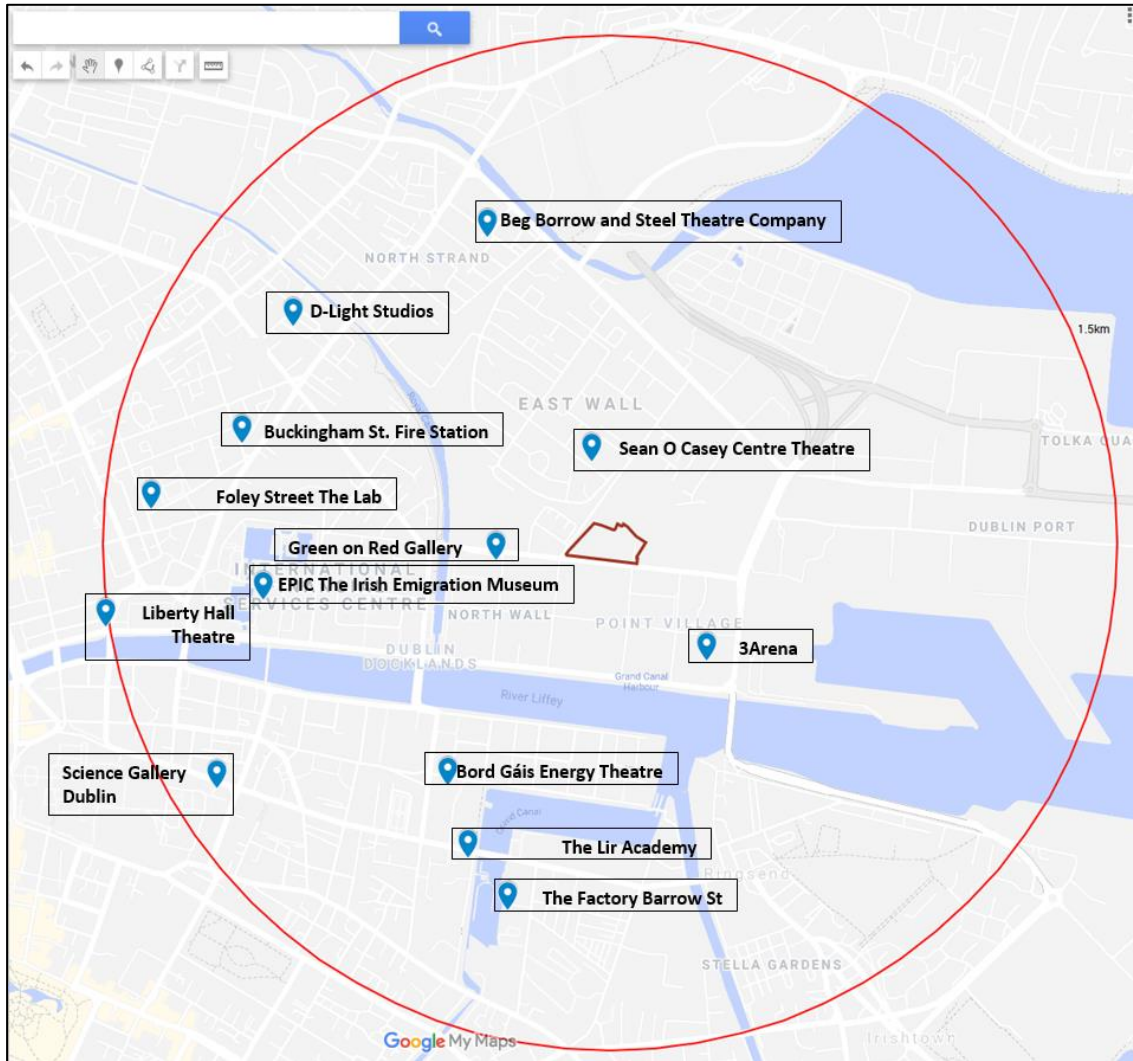 Beg Borrow and Steel Theatre Company
NORTH STRAND
D-Light Studios
1.5km
EAST WALL
Buckingham St. Fire Station
Sean O Casey Centre Theatre
TOLKA QUA
Foley Street The Lab
DUBLIN PORT
Green on Red Gallery
INTERNATIONAL
EPIC The Irish Emigration Museum
SERVICES CENTRE
Liberty Hall
Theatre
NORTH WALL
POINT VILLAGE
3Arena
DUBLIN
DOCKLANDS
Grand Canal
Harbour
River Liffey
Science Gallery
Dublin
Bord Gáis Energy Theatre
Grand Canal
The Lir Academy
Ringsend
The Factory Barrow St
STELLA GARDENS
Irishtown
Google My Maps